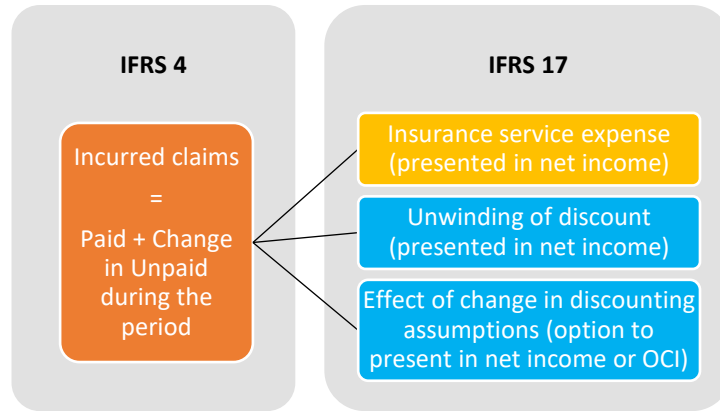 IFRS 4
Incurred claims
=
Paid + Change
in Unpaid
during the
period
IFRS 17
Insurance service expense
(presented in net income)
Unwinding of discount
(presented in net income)
Effect of change in discounting
assumptions (option to
present in net income or OCI)